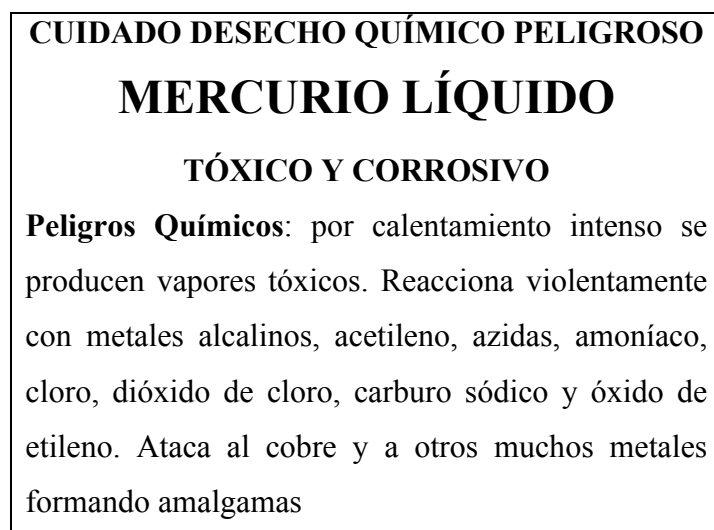 CUIDADO DESECHO QUÍMICO PELIGROSO
MERCURIO LÍQUIDO
TÓXICO Y CORROSIVO
Peligros Químicos: por calentamiento intenso se
producen vapores tóxicos. Reacciona violentamente
con metales alcalinos, acetileno, azidas, amoníaco,
cloro, dióxido de cloro, carburo sódico y óxido de
etileno. Ataca al cobre y a otros muchos metales
formando amalgamas